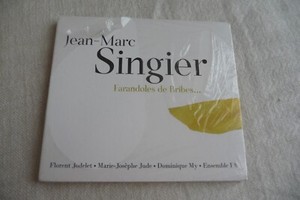 Jean-Marc
Singier
Farandoles de Bribes...
Florent Jodelet • Marie-Josèphe Jude • Dominique My • Ensemble FA